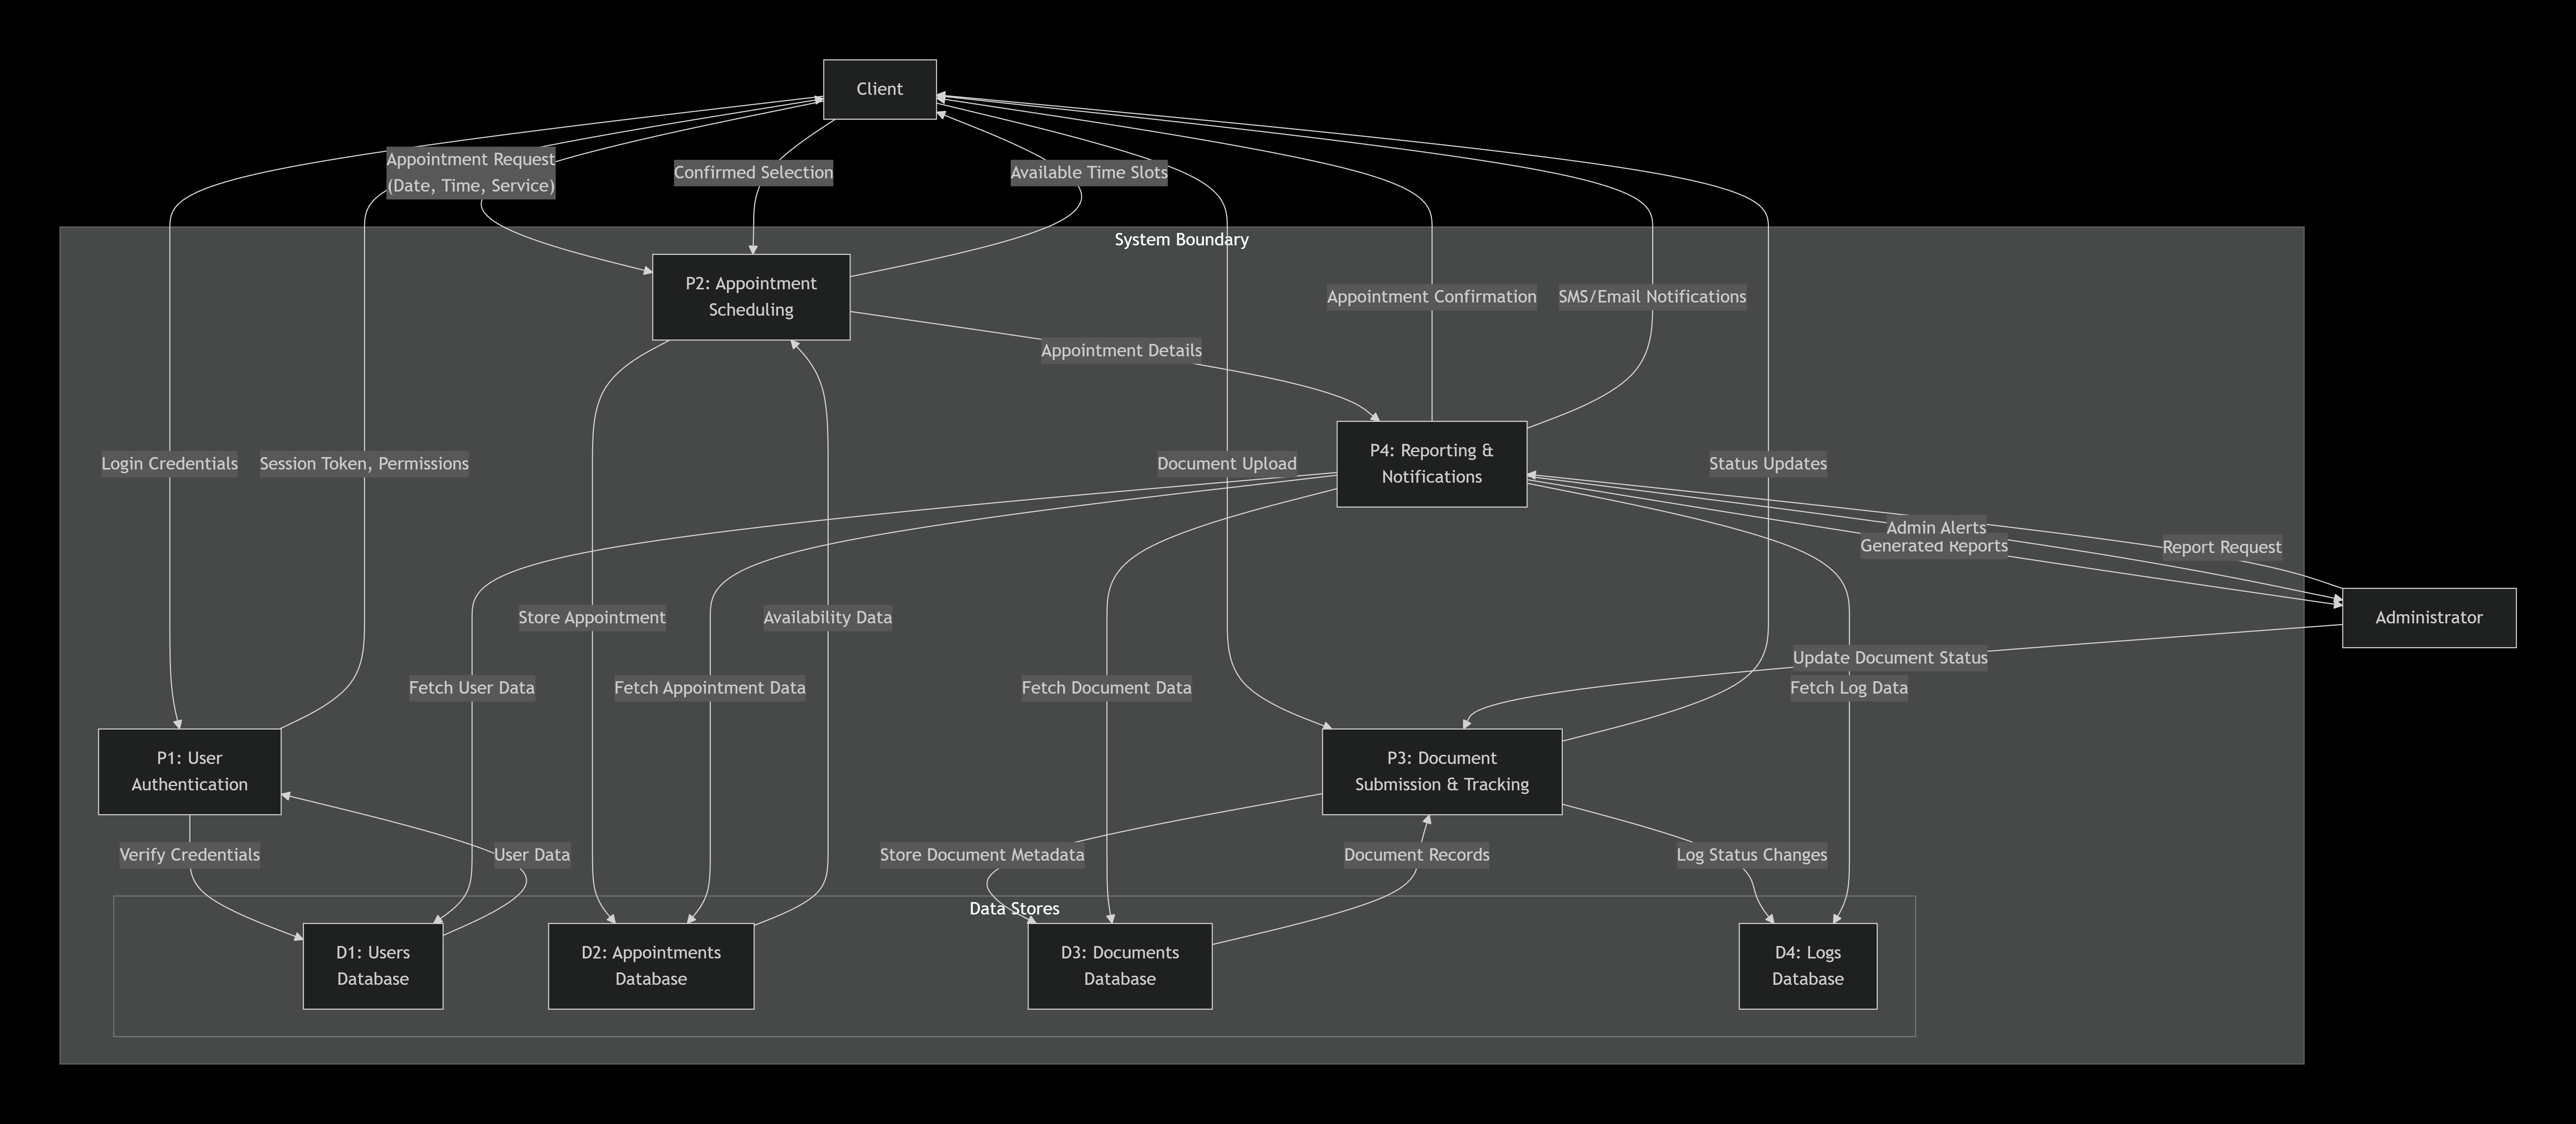 Client
Appointment Request
(Date, Time, Service)
Confirmed Selection
Available Time Slots
System Boundary
P2: Appointment
Scheduling
Appointment Confirmation
SMS/Email Notifications
Appointment Details
P4: Reporting &
Notifications
Login Credentials
Session Token, Permissions
Document Upload
Status Updates
Admin Alerts
Generated Reports
Report Request
Administrator
Store Appointment
Availability Data
Update Document Status
Fetch User Data
Fetch Appointment Data
Fetch Document Data
Fetch Log Data
P1: User
Authentication
P3: Document
Submission & Tracking
Verify Credentials
User Data
Store Document Metadata
Document Records
Log Status Changes
Data Stores
D1: Users
Database
D2: Appointments
Database
D3: Documents
Database
D4: Logs
Database